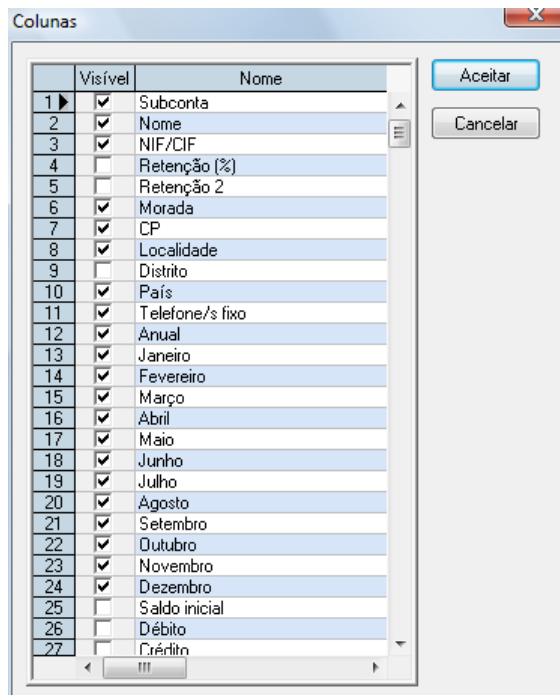 Colunas
Visível Nome
1 Subconta
2 Nome
3 NIF/CIF
4 Retenção (%)
5 Retenção 2
6 Morada
7 CP
8 Localidade
9 Distrito
10 País
11 Telefone/s fixo
12 Anual
13 Janeiro
14 Fevereiro
15 Março
16 Abril
17 Maio
18 Junho
19 Julho
20 Agosto
21 Setembro
22 Outubro
23 Novembro
24 Dezembro
25 Saldo inicial
26 Débito
27 Crédito
Aceitar
Cancelar